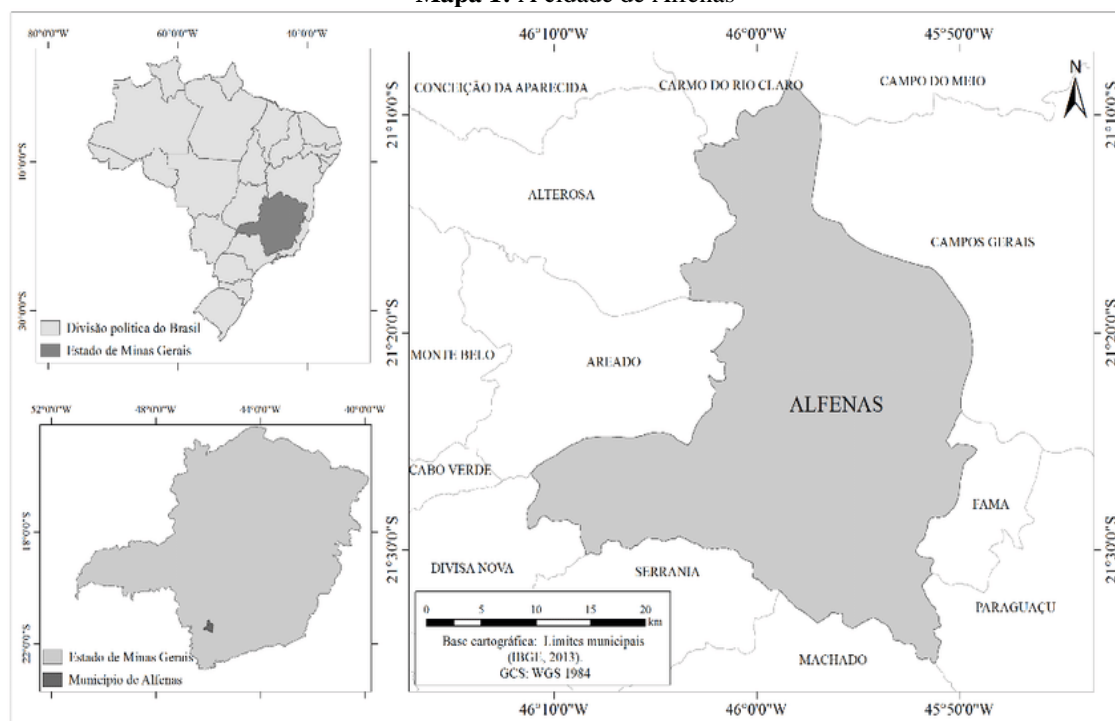 Mapa 1: A cidade de Alfenas
80°0'0"W 60°0'0"W 40°0'0"W
10°0'0"S
30°0'0"S
Divisão política do Brasil
Estado de Minas Gerais
52°0'0"W 48°0'0"W 44°0'0"W 40°0'0"W
18°0'0"S
22°0'0"S
Estado de Minas Gerais
Município de Alfenas
46°10'0"W 46°0'0"W 45°50'0"W
N
CONCEIÇÃO DA APARECIDA
CARMO DO RIO CLARO
CAMPO DO MEIO
21°10'0"S
21°10'0"S
ALTEROSA
CAMPOS GERAIS
MONTE BELO
AREADO
21°20'0"S
21°20'0"S
ALFENAS
CABO VERDE
FAMA
DIVISA NOVA
SERRANIA
21°30'0"S
21°30'0"S
PARAGUAÇU
MACHADO
0 5 10 15 20
km
Base cartográfica: Limites municipais
(IBGE, 2013).
GCS: WGS 1984
46°10'0"W 46°0'0"W 45°50'0"W